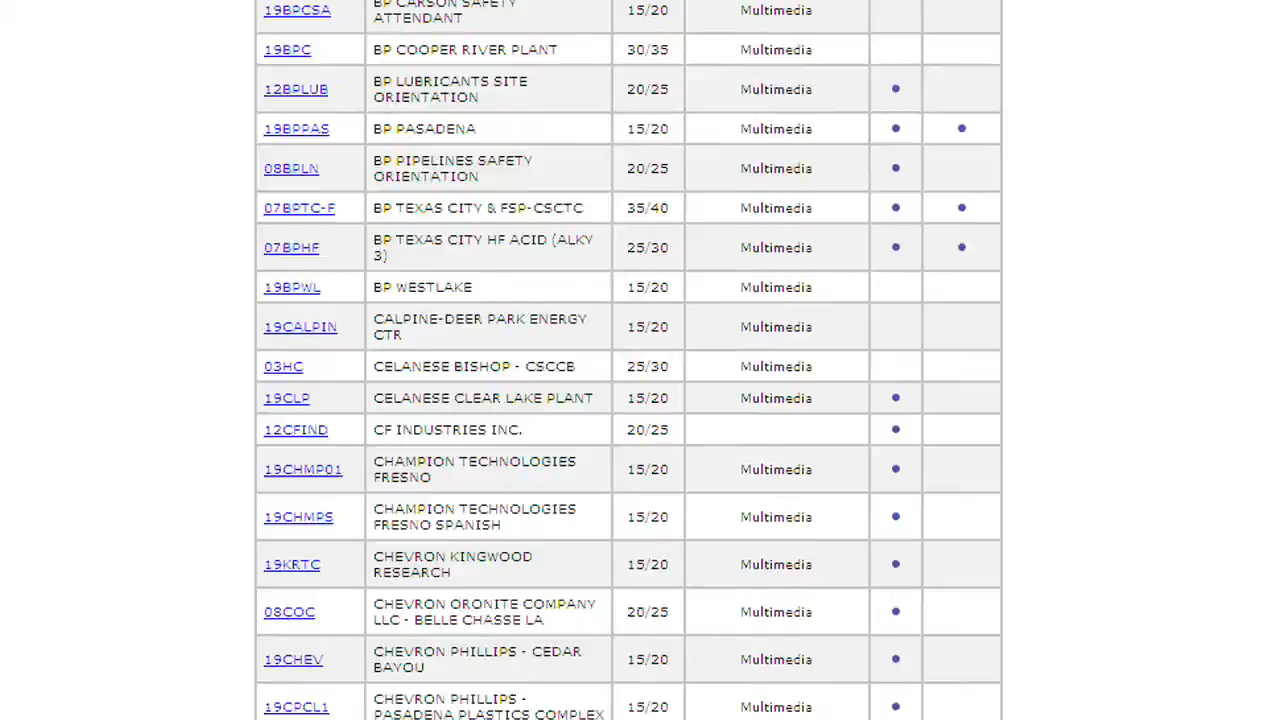 19BPCSA BP CARSON SAFETY ATTENDANT 15/20 Multimedia
19BPC BP COOPER RIVER PLANT 30/35 Multimedia
12BPLUB BP LUBRICANTS SITE ORIENTATION 20/25 Multimedia •
19BPPAS BP PASADENA 15/20 Multimedia • •
08BPLN BP PIPELINES SAFETY ORIENTATION 20/25 Multimedia •
07BPTC-F BP TEXAS CITY & FSP-CSCTC 35/40 Multimedia • •
07BPHF BP TEXAS CITY HF ACID (ALKY 3) 25/30 Multimedia • •
19BPWL BP WESTLAKE 15/20 Multimedia
19CALPIN CALPINE-DEER PARK ENERGY CTR 15/20 Multimedia
03HC CELANESE BISHOP - CSCCB 25/30 Multimedia
19CLP CELANESE CLEAR LAKE PLANT 15/20 Multimedia •
12CFIND CF INDUSTRIES INC. 20/25 •
19CHMP01 CHAMPION TECHNOLOGIES FRESNO 15/20 Multimedia •
19CHMPS CHAMPION TECHNOLOGIES FRESNO SPANISH 15/20 Multimedia •
19KRTC CHEVRON KINGWOOD RESEARCH 15/20 Multimedia •
08COC CHEVRON ORONITE COMPANY LLC - BELLE CHASSE LA 20/25 Multimedia •
19CHEV CHEVRON PHILLIPS - CEDAR BAYOU 15/20 Multimedia •
19CPCL1 CHEVRON PHILLIPS - PASADENA PLASTICS COMPLEX 15/20 Multimedia •